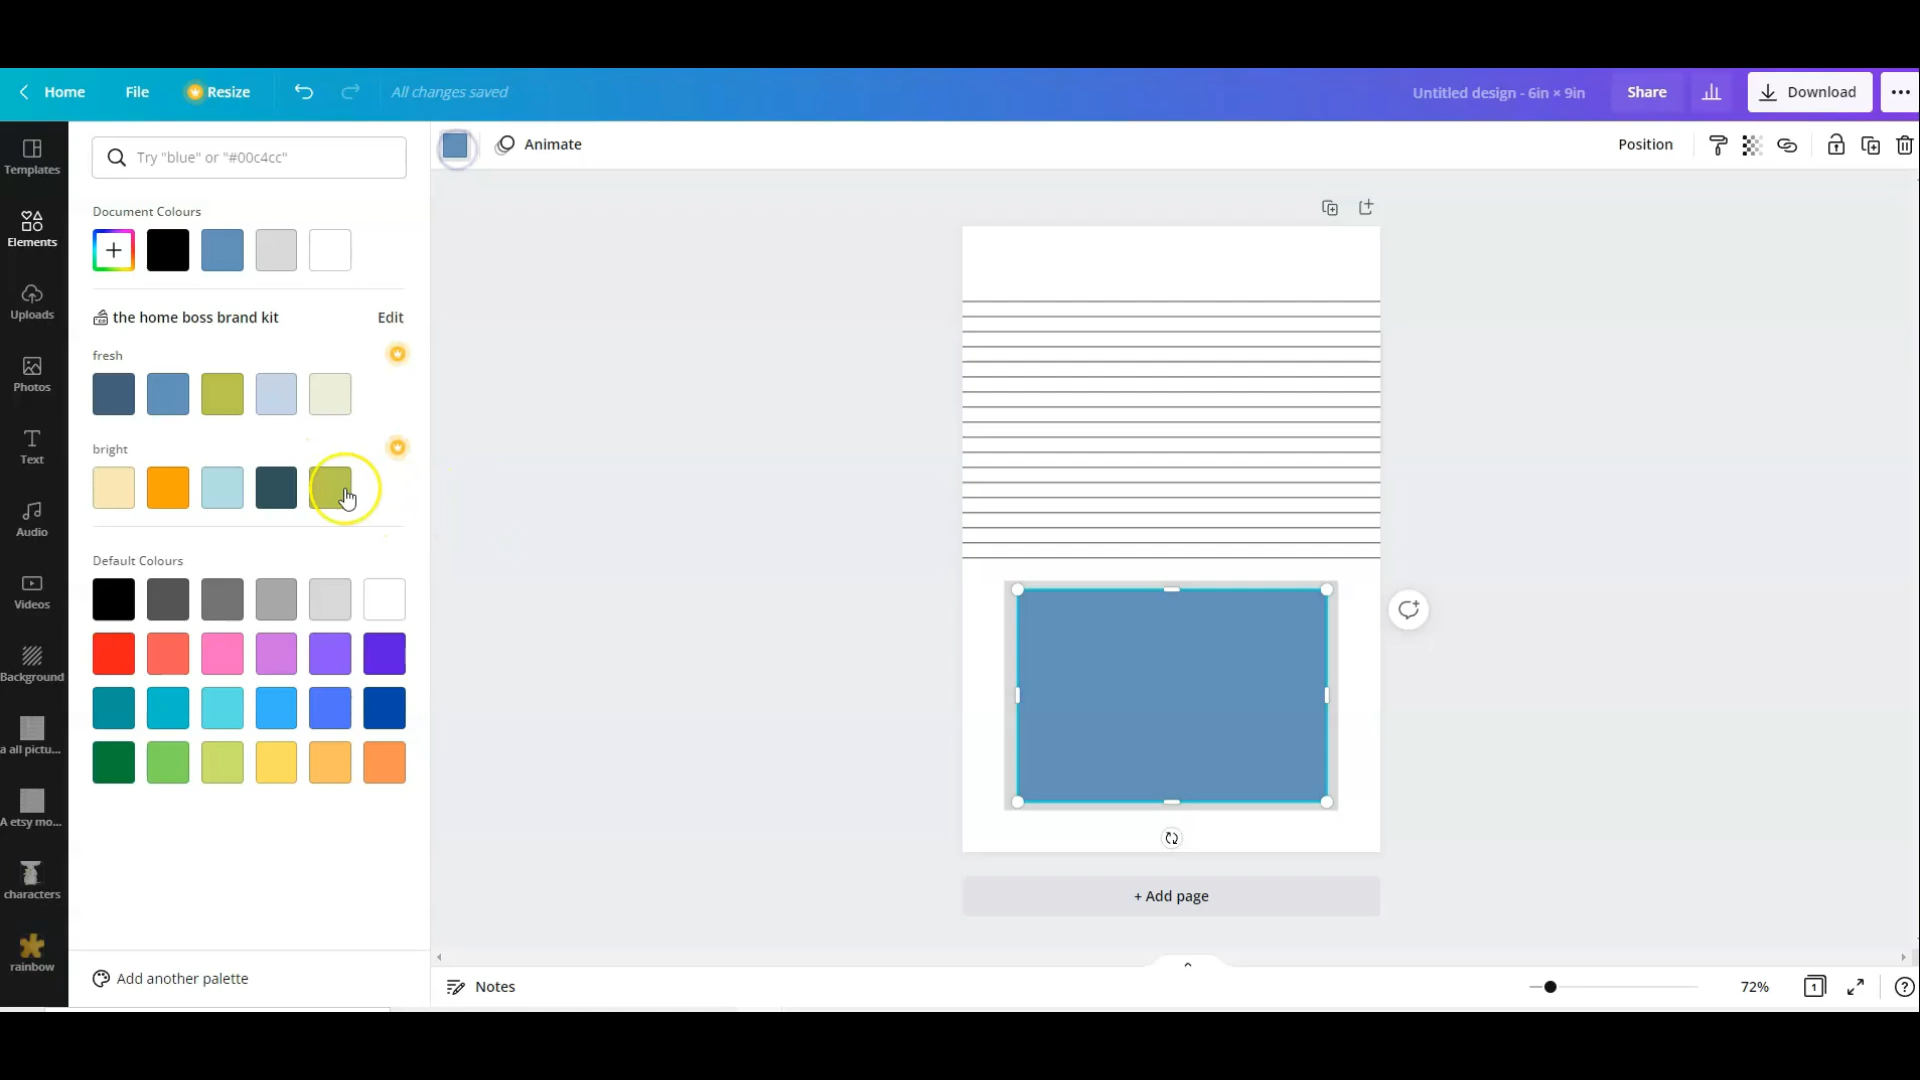 Home File Resize All changes saved Untitled design - 6in × 9in Share Download
Templates
Elements
Uploads
Photos
Text
Audio
Videos
Background
a all pictu...
A etsy mo...
characters
rainbow
Try "blue" or "#00c4cc"
Document Colours
the home boss brand kit Edit
fresh
bright
Default Colours
Add another palette
Animate Position
+ Add page
Notes 72% 1 ?